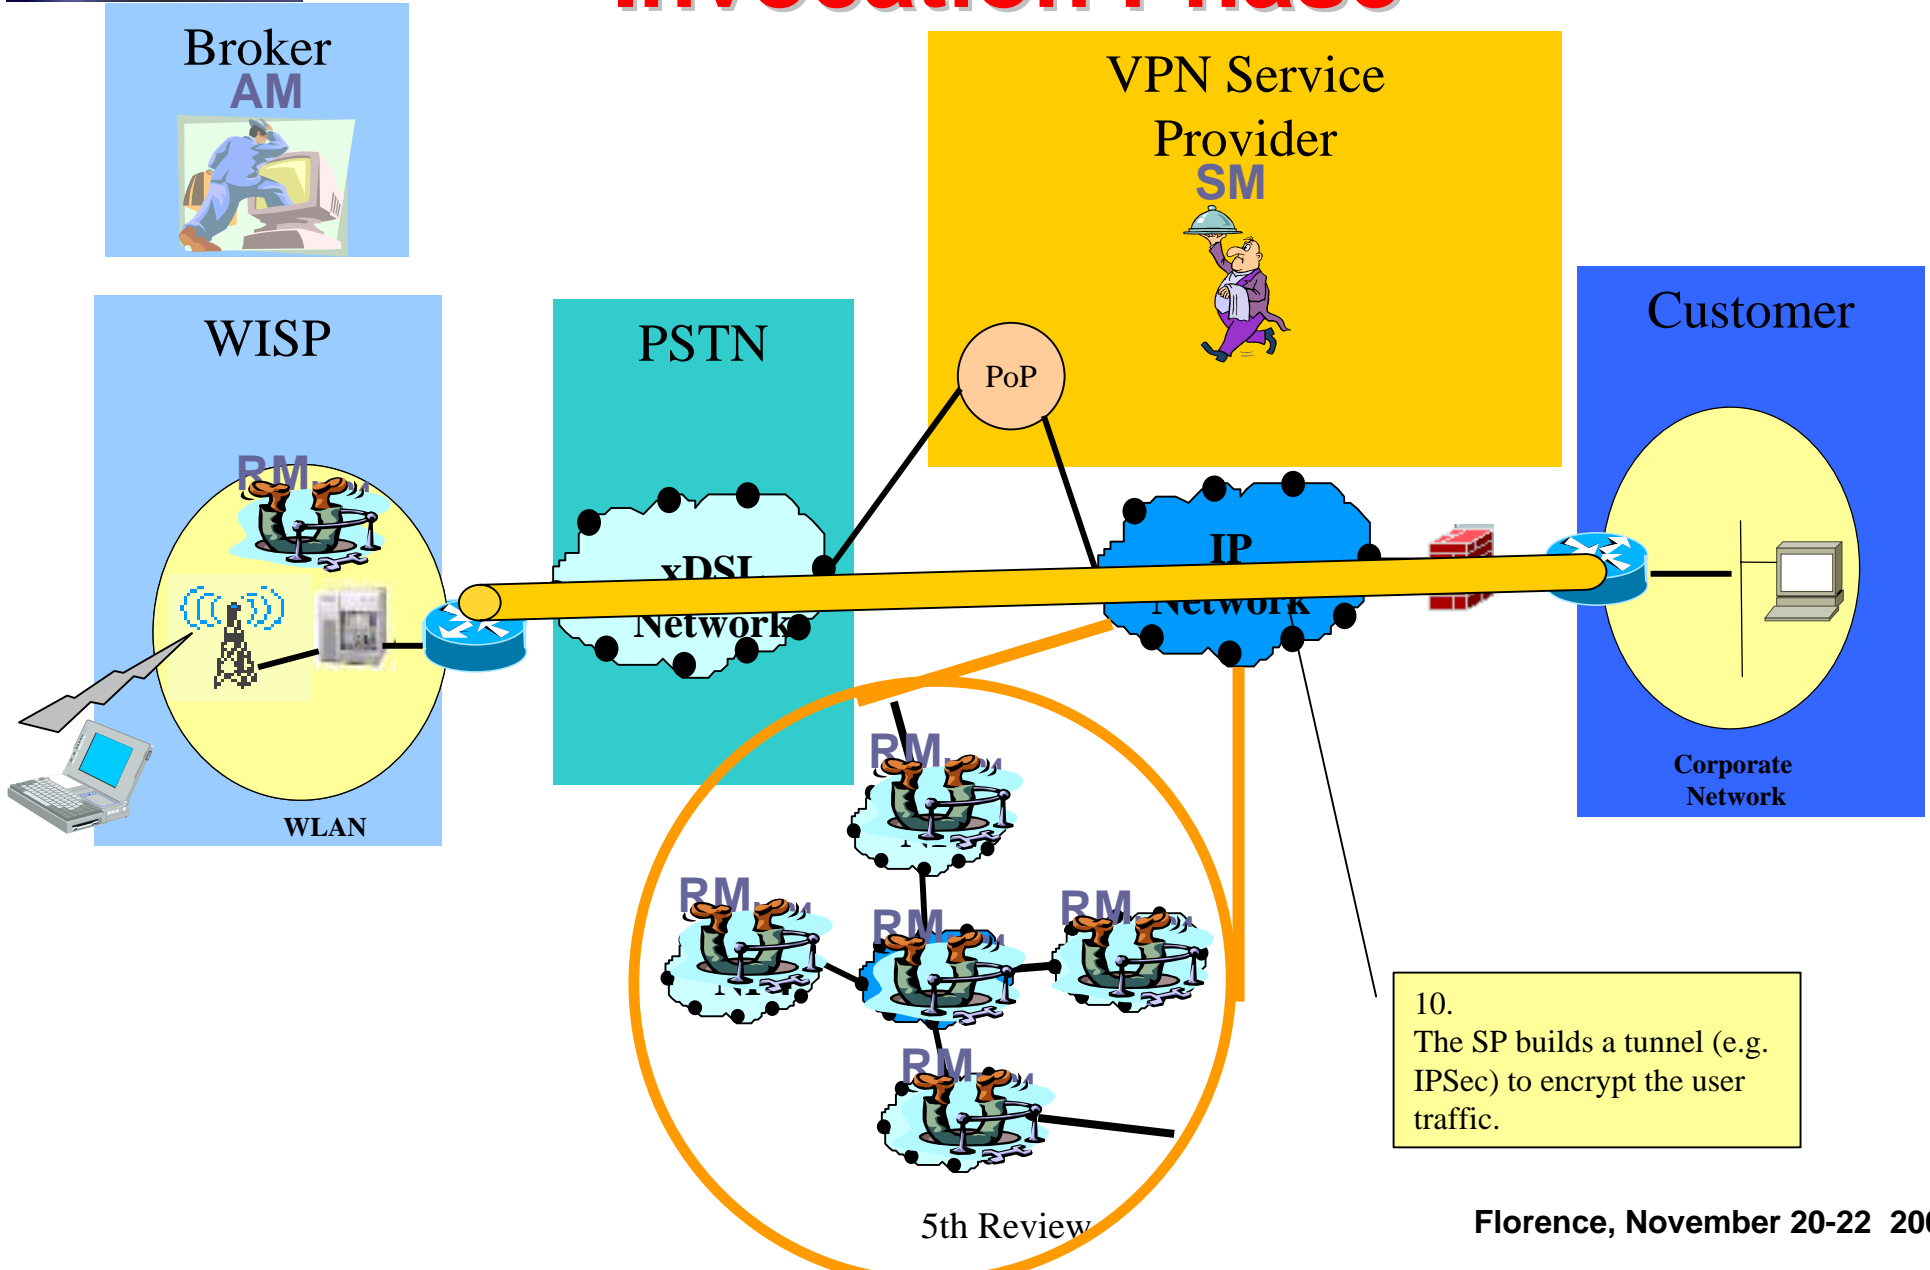 Invocation Phase
Broker
AM
VPN Service
Provider
SM
WISP
PSTN
Customer
PoP
RM
xDSL
Network
IP
Network
WLAN
Corporate
Network
RM
RM
RM
RM
RM
10.
The SP builds a tunnel (e.g.
IPSec) to encrypt the user
traffic.
5th Review
Florence, November 20-22